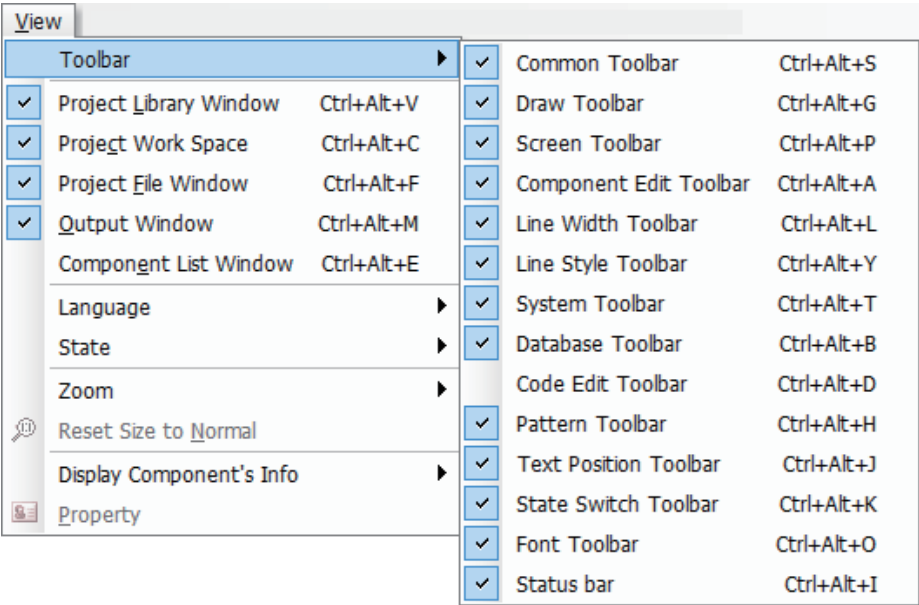 View
Toolbar
Project Library Window Ctrl+Alt+V
Project Work Space Ctrl+Alt+C
Project File Window Ctrl+Alt+F
Output Window Ctrl+Alt+M
Component List Window Ctrl+Alt+E
Language
State
Zoom
Reset Size to Normal
Display Component's Info
Property
Common Toolbar Ctrl+Alt+S
Draw Toolbar Ctrl+Alt+G
Screen Toolbar Ctrl+Alt+P
Component Edit Toolbar Ctrl+Alt+A
Line Width Toolbar Ctrl+Alt+L
Line Style Toolbar Ctrl+Alt+Y
System Toolbar Ctrl+Alt+T
Database Toolbar Ctrl+Alt+B
Code Edit Toolbar Ctrl+Alt+D
Pattern Toolbar Ctrl+Alt+H
Text Position Toolbar Ctrl+Alt+J
State Switch Toolbar Ctrl+Alt+K
Font Toolbar Ctrl+Alt+O
Status bar Ctrl+Alt+I